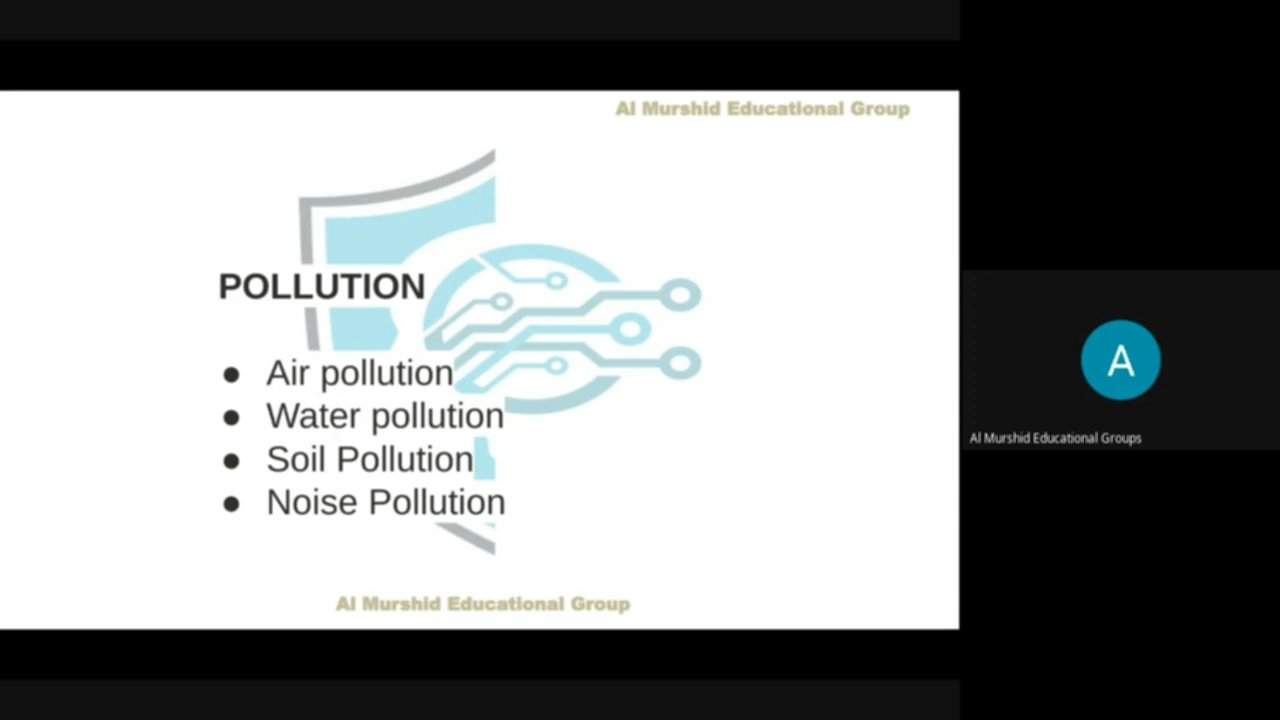 Al Murshid Educational Group
POLLUTION
● Air pollution
● Water pollution
● Soil Pollution
● Noise Pollution
Al Murshid Educational Group
A
Al Murshid Educational Groups